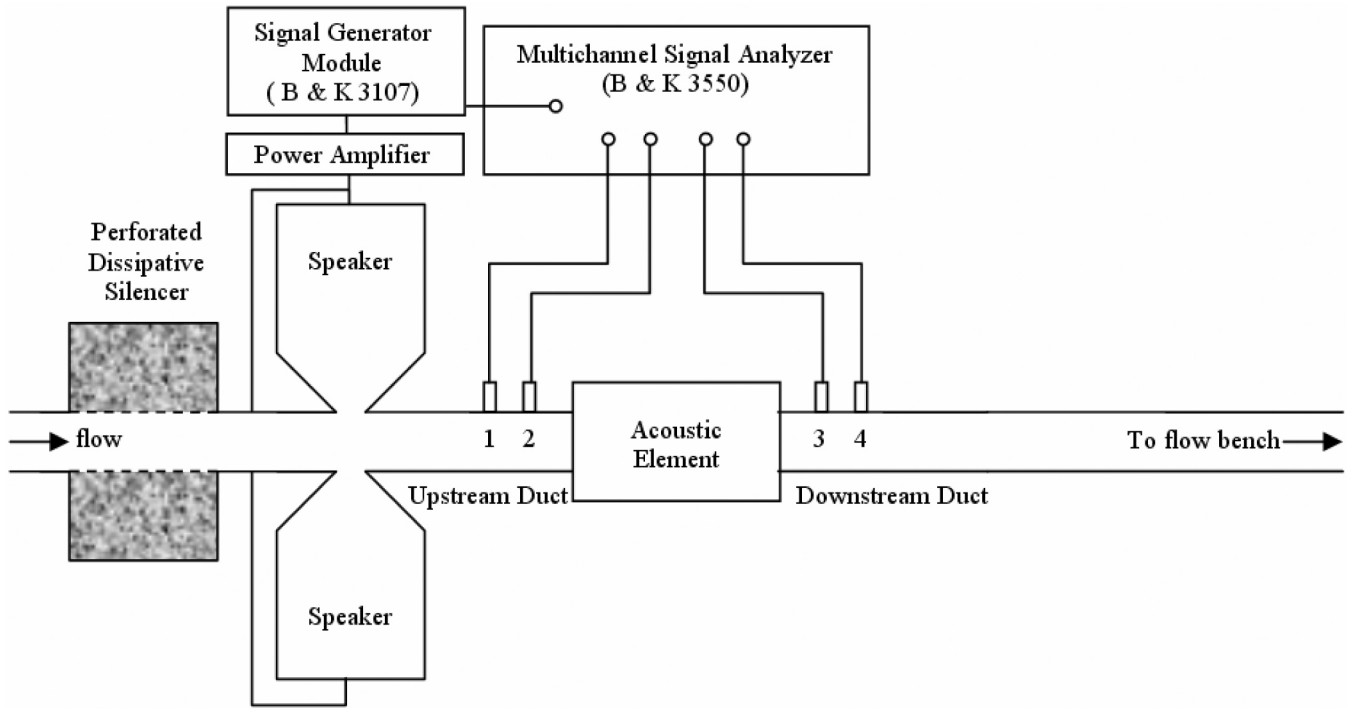 Signal Generator
Module
( B & K 3107)
Multichannel Signal Analyzer
(B & K 3550)
Power Amplifier
Perforated
Dissipative
Silencer
Speaker
flow
1 2
Acoustic
Element
3 4
To flow bench
Upstream Duct
Downstream Duct
Speaker